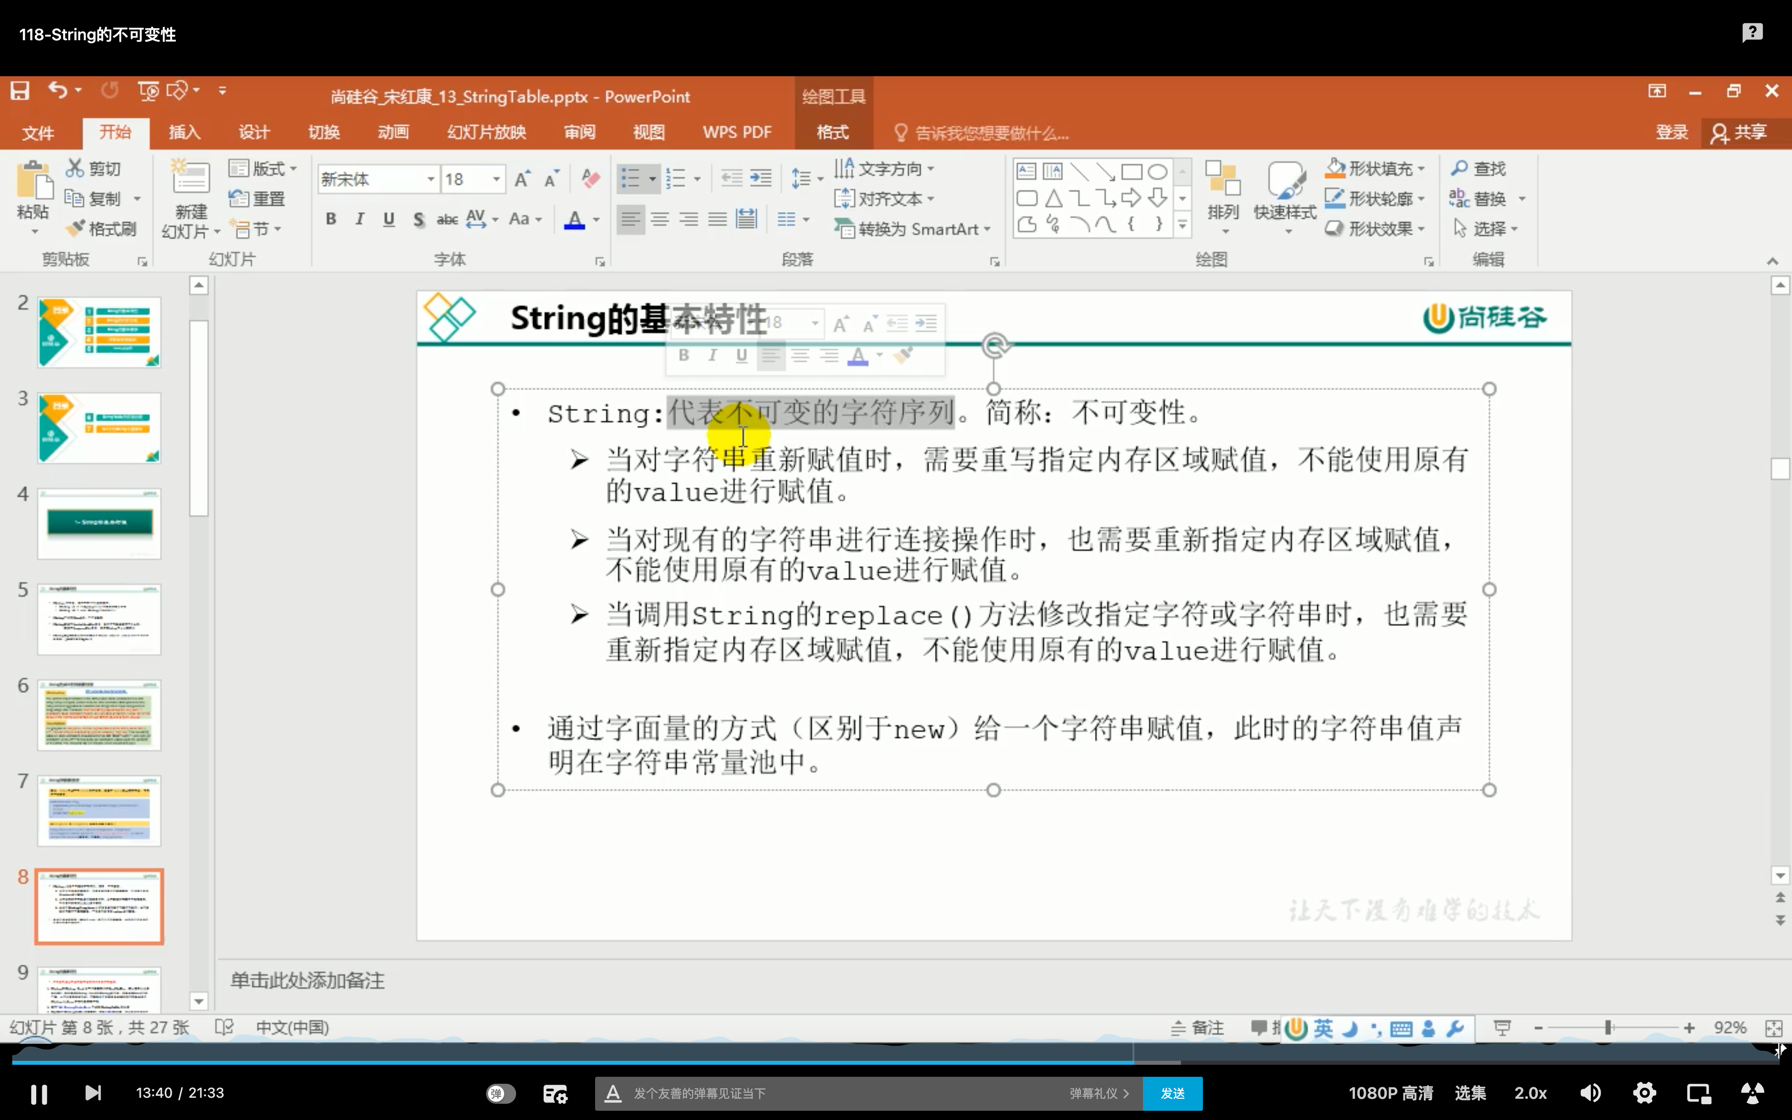 118-String的不可变性
尚硅谷_宋红康_13_StringTable.pptx - PowerPoint
绘图工具
文件 开始 插入 设计 切换 动画 幻灯片放映 审阅 视图 WPS PDF 格式 告诉我您想要做什么... 登录 共享
粘贴 剪切 复制 格式刷
新建 幻灯片 版式 重置 节
新宋体 18
B I U S abc AV Aa A
文字方向
对齐文本
转换为 SmartArt
排列 快速样式
形状填充
形状轮廓
形状效果
查找
替换
选择
剪贴板 幻灯片 字体 段落 绘图 编辑
2
3
4
5
6
7
8
9
String的基本特性
尚硅谷
18
B I U A
• String:代表不可变的字符序列。简称：不可变性。
➢ 当对字符串重新赋值时，需要重写指定内存区域赋值，不能使用原有
的value进行赋值。
➢ 当对现有的字符串进行连接操作时，也需要重新指定内存区域赋值，
不能使用原有的value进行赋值。
➢ 当调用String的replace()方法修改指定字符或字符串时，也需要
重新指定内存区域赋值，不能使用原有的value进行赋值。
• 通过字面量的方式（区别于new）给一个字符串赋值，此时的字符串值声
明在字符串常量池中。
让天下没有难学的技术
单击此处添加备注
幻灯片 第 8 张，共 27 张 中文(中国) 备注 英 92%
13:40 / 21:33 弹 发个友善的弹幕见证当下 弹幕礼仪 发送 1080P 高清 选集 2.0x